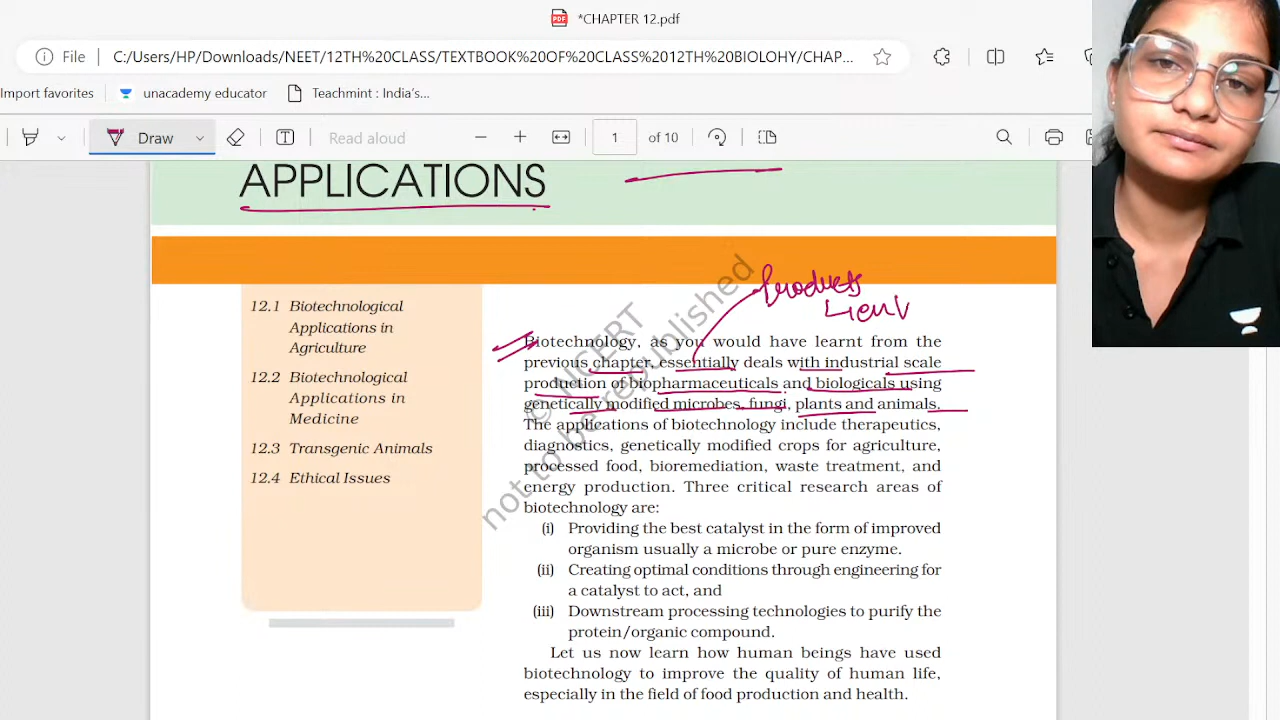 *CHAPTER 12.pdf
File
C:/Users/HP/Downloads/NEET/12TH%20CLASS/TEXTBOOK%20OF%20CLASS%2012TH%20BIOLOHY/CHAP...
Import favorites
unacademy educator
Teachmint : India's...
Draw
Read aloud
1
of 10
APPLICATIONS
12.1 Biotechnological
Applications in
Agriculture
12.2 Biotechnological
Applications in
Medicine
12.3 Transgenic Animals
12.4 Ethical Issues
Products
Biotechnology, as you would have learnt from the
previous chapter, essentially deals with industrial scale
production of biopharmaceuticals and biologicals using
genetically modified microbes, fungi, plants and animals.
The applications of biotechnology include therapeutics,
diagnostics, genetically modified crops for agriculture,
processed food, bioremediation, waste treatment, and
energy production. Three critical research areas of
biotechnology are:
(i) Providing the best catalyst in the form of improved
organism usually a microbe or pure enzyme.
(ii) Creating optimal conditions through engineering for
a catalyst to act, and
(iii) Downstream processing technologies to purify the
protein/organic compound.
Let us now learn how human beings have used
biotechnology to improve the quality of human life,
especially in the field of food production and health.
© NCERT
not to be republished